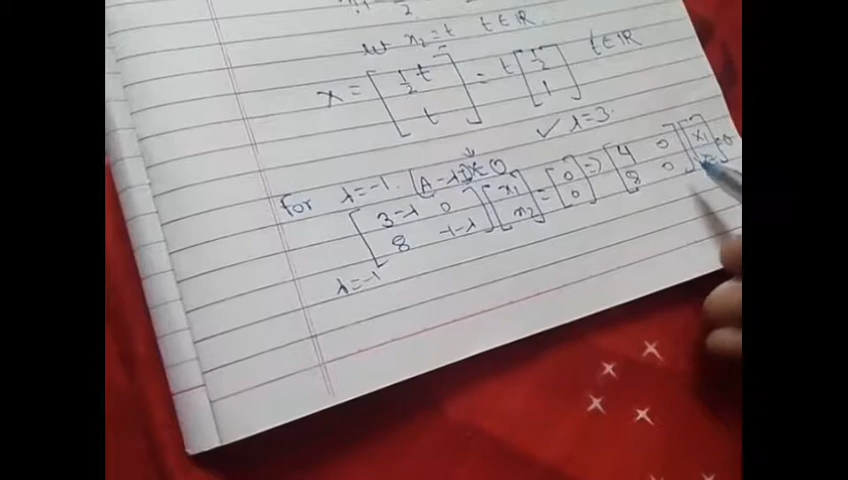 let x₂ = t t ∈ ℝ
x = [ ½ t ; t ] = t [ ½ ; 1 ] t ∈ ℝ
✓ λ = 3.
For λ = -1. (A - λI)x = 0
[ 3-λ 0 ; 8 -1-λ ] [ x₁ ; x₂ ] = [ 0 ; 0 ] => [ 4 0 ; 8 0 ] [ x₁ ; x₂ ] = 0
λ = -1